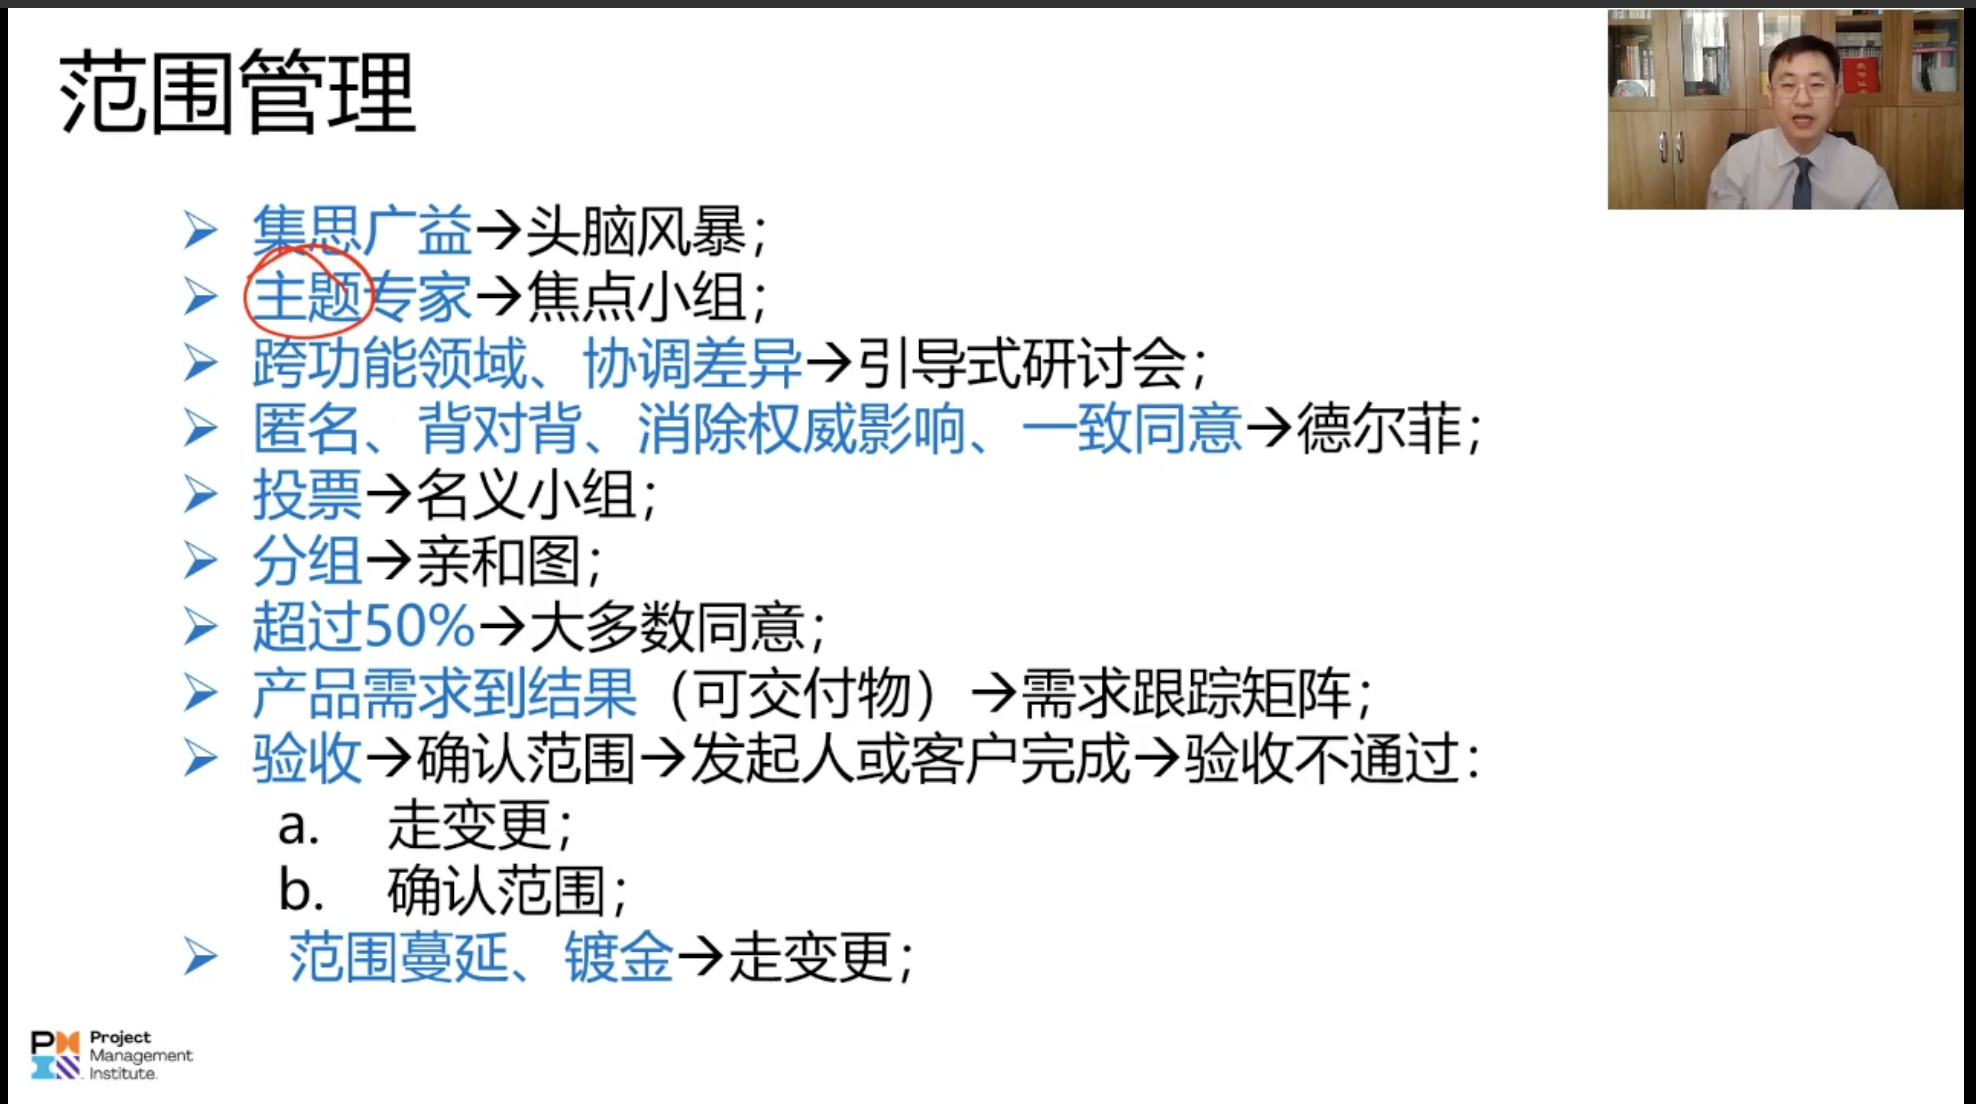 范围管理
➢ 集思广益→头脑风暴；
➢ 主题专家→焦点小组；
➢ 跨功能领域、协调差异→引导式研讨会；
➢ 匿名、背对背、消除权威影响、一致同意→德尔菲；
➢ 投票→名义小组；
➢ 分组→亲和图；
➢ 超过50%→大多数同意；
➢ 产品需求到结果（可交付物）→需求跟踪矩阵；
➢ 验收→确认范围→发起人或客户完成→验收不通过：
a. 走变更；
b. 确认范围；
➢ 范围蔓延、镀金→走变更；
Project
Management
Institute.